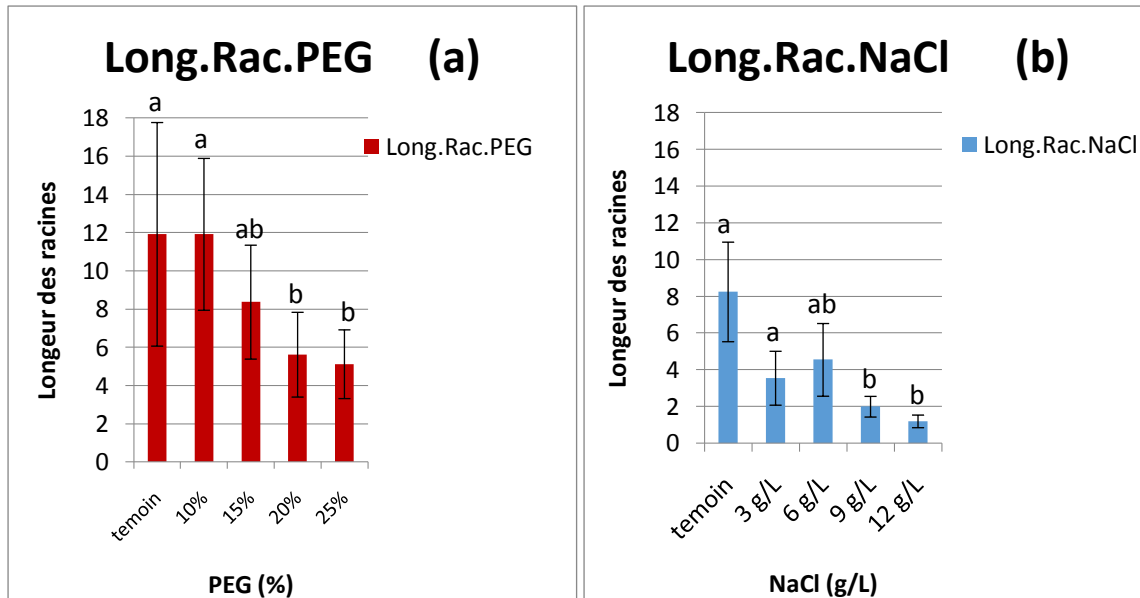 Long.Rac.PEG (a)
Longeur des racines
18
16
14
12
10
8
6
4
2
0
a
a
ab
b
b
Long.Rac.PEG
temoin
10%
15%
20%
25%
PEG (%)
Long.Rac.NaCl (b)
Longeur des racines
18
16
14
12
10
8
6
4
2
0
a
a
ab
b
b
Long.Rac.NaCl
temoin
3 g/L
6 g/L
9 g/L
12 g/L
NaCl (g/L)